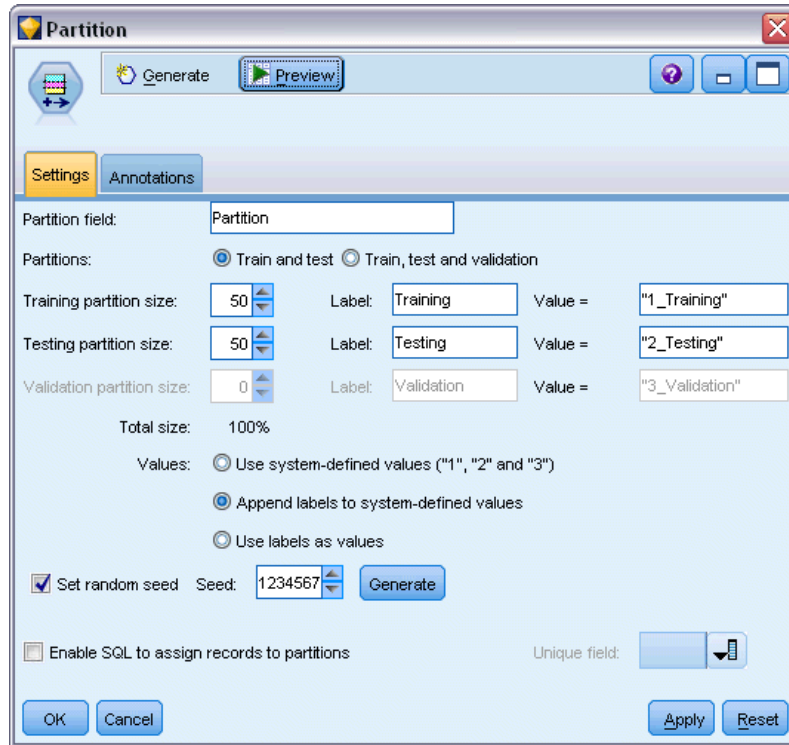 Partition
Generate Preview
Settings Annotations
Partition field: Partition
Partitions: Train and test Train, test and validation
Training partition size: 50 Label: Training Value = "1_Training"
Testing partition size: 50 Label: Testing Value = "2_Testing"
Validation partition size: 0 Label: Validation Value = "3_Validation"
Total size: 100%
Values: Use system-defined values ("1", "2" and "3")
Append labels to system-defined values
Use labels as values
Set random seed Seed: 1234567 Generate
Enable SQL to assign records to partitions Unique field:
OK Cancel Apply Reset